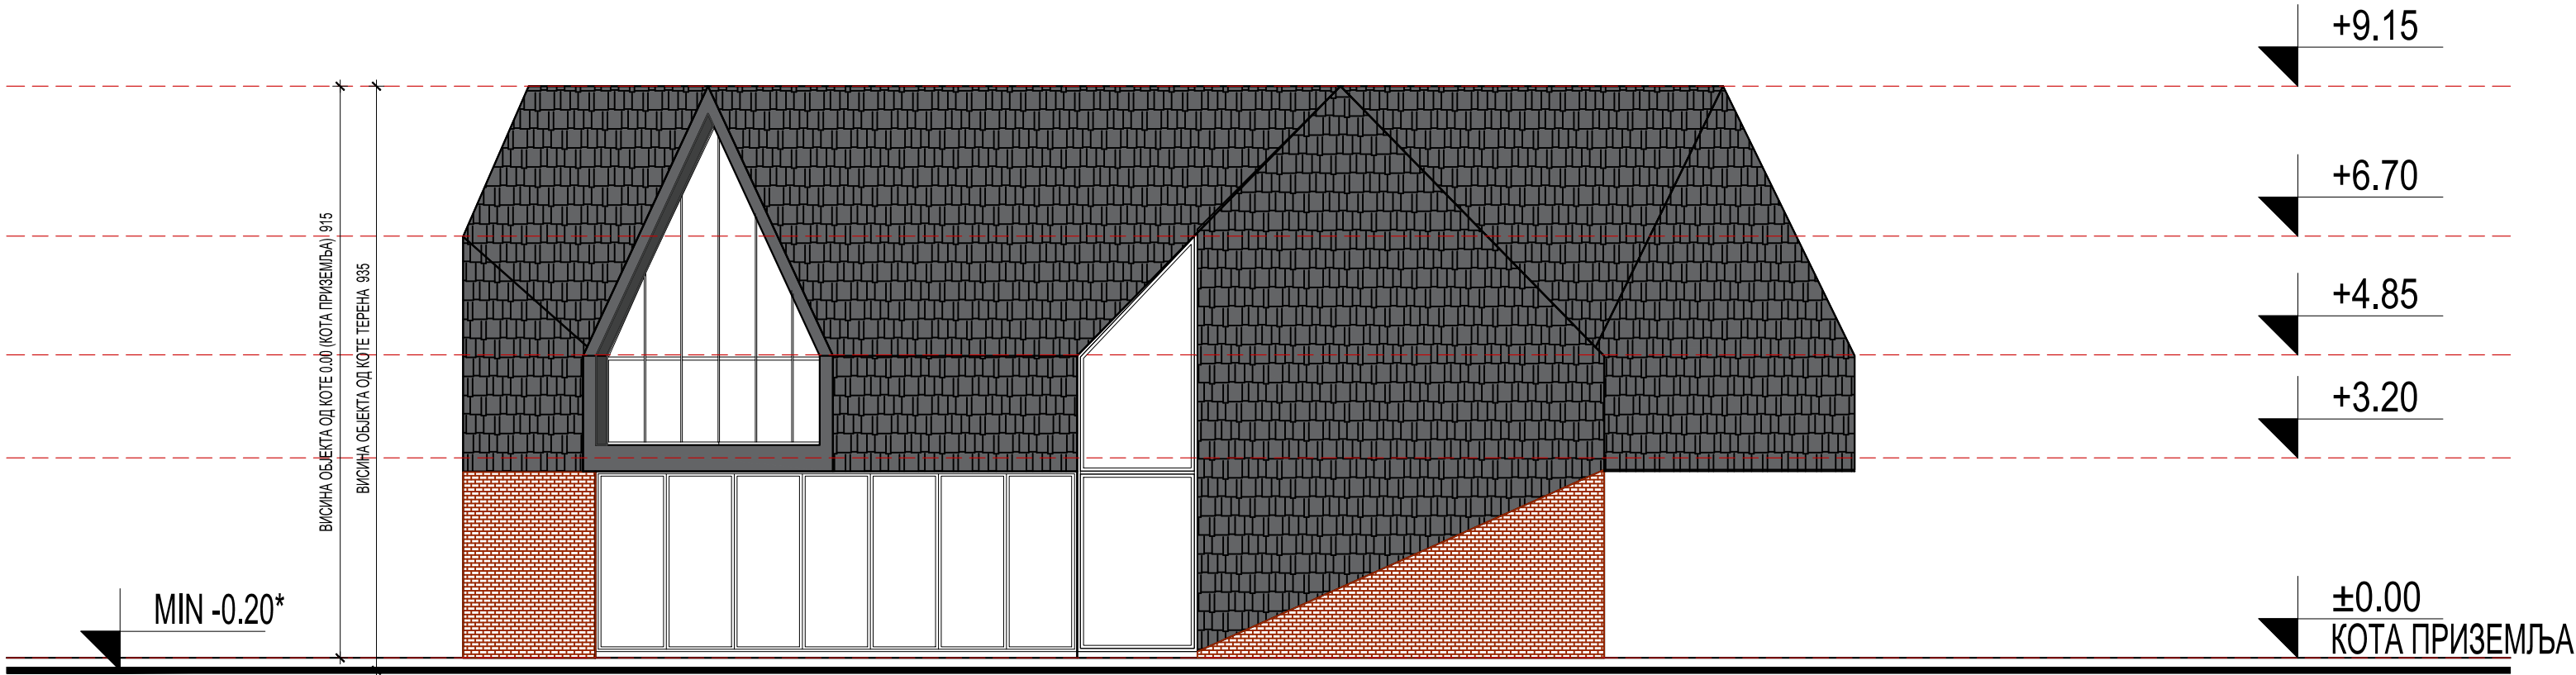 +9.15
+6.70
+4.85
+3.20
±0.00
КОТА ПРИЗЕМЉА
MIN -0.20*
ВИСИНА ОБЈЕКТА ОД КОТЕ 0.00 (КОТА ПРИЗЕМЉА) 915
ВИСИНА ОБЈЕКТА ОД КОТЕ ТЕРЕНА 935